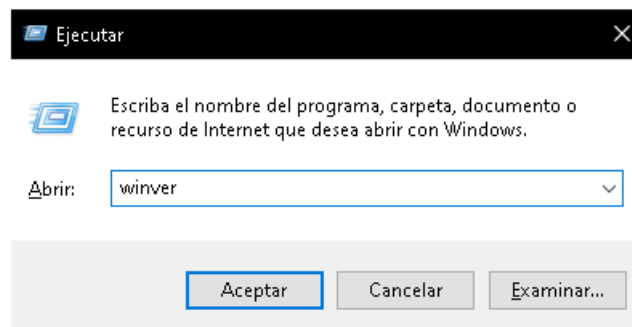 Ejecutar
Escriba el nombre del programa, carpeta, documento o
recurso de Internet que desea abrir con Windows.
Abrir: winver
Aceptar Cancelar Examinar...